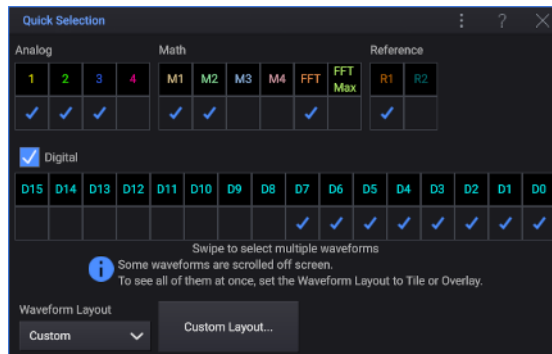 Quick Selection
Analog Math Reference
1 2 3 4 M1 M2 M3 M4 FFT FFT Max R1 R2
Digital
D15 D14 D13 D12 D11 D10 D9 D8 D7 D6 D5 D4 D3 D2 D1 D0
Swipe to select multiple waveforms
Some waveforms are scrolled off screen.
To see all of them at once, set the Waveform Layout to Tile or Overlay.
Waveform Layout
Custom Custom Layout...